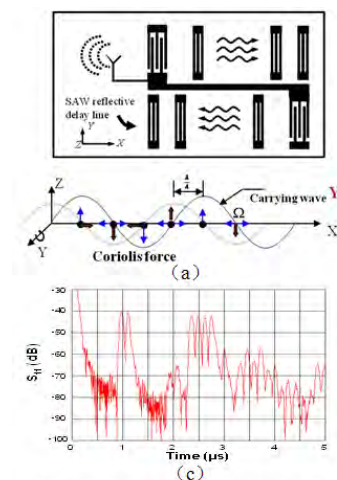 SAW reflective
delay line
Y
Z
X
Z
λ
4
Carrying wave
Y
Ω
X
Y
Coriolis force
(a)
-30
-40
-50
-60
-70
-80
-90
-100
S11 (dB)
0
1
2
3
4
5
Time (μs)
(c)